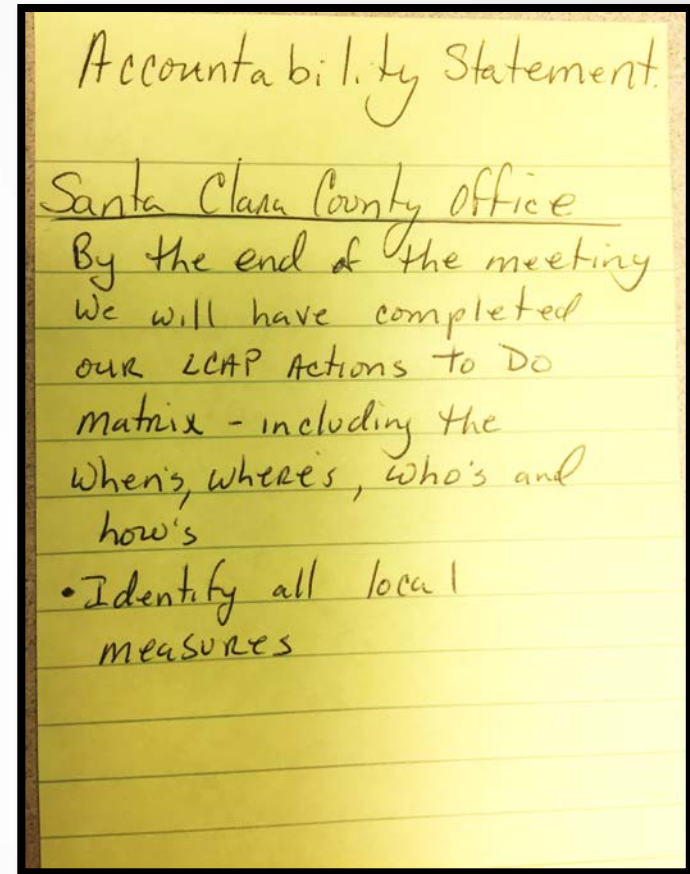 Accountability Statement.
Santa Clara County Office
By the end of the meeting
We will have completed
our LCAP Actions To Do
matrix - including the
When's, where's, who's and
how's
• Identify all local
measures